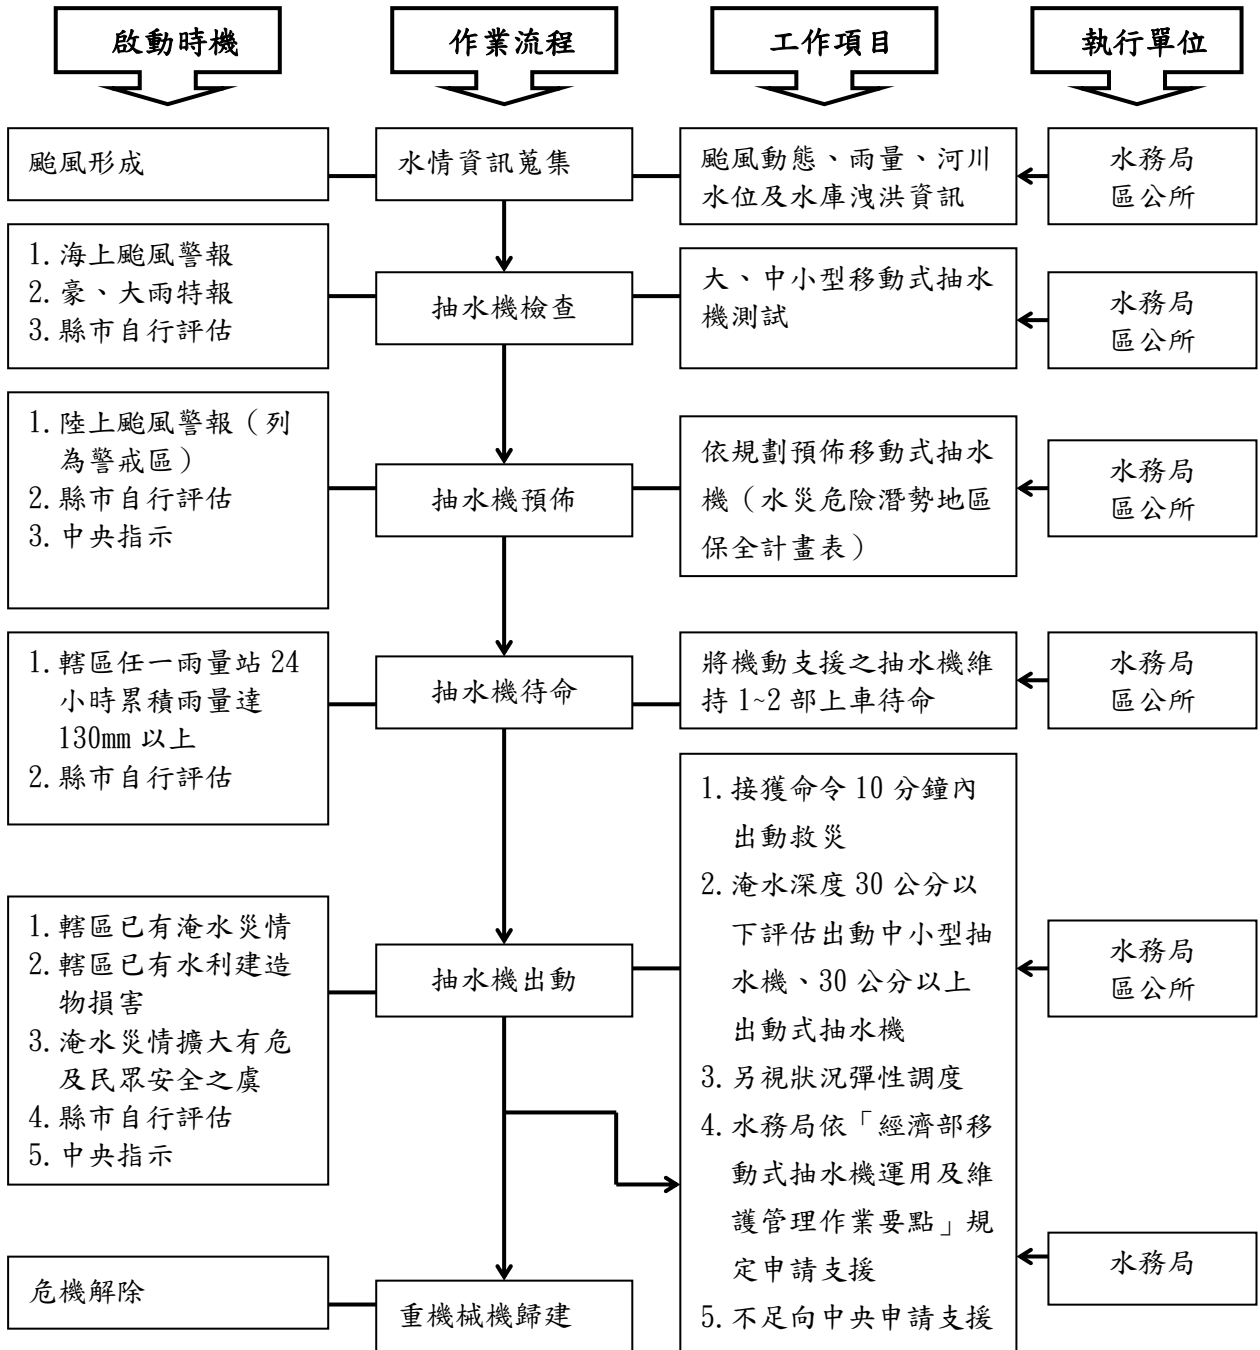 啟動時機
作業流程
工作項目
執行單位
颱風形成
水情資訊蒐集
颱風動態、雨量、河川
水位及水庫洩洪資訊
水務局
區公所
1.海上颱風警報
2.豪、大雨特報
3.縣市自行評估
抽水機檢查
大、中小型移動式抽水
機測試
水務局
區公所
1.陸上颱風警報（列
為警戒區）
2.縣市自行評估
3.中央指示
抽水機預佈
依規劃預佈移動式抽水
機（水災危險潛勢地區
保全計畫表）
水務局
區公所
1.轄區任一雨量站 24
小時累積雨量達
130mm 以上
2.縣市自行評估
抽水機待命
將機動支援之抽水機維
持 1~2 部上車待命
水務局
區公所
1.轄區已有淹水災情
2.轄區已有水利建造
物損害
3.淹水災情擴大有危
及民眾安全之虞
4.縣市自行評估
5.中央指示
抽水機出動
1.接獲命令 10 分鐘內
出動救災
2.淹水深度 30 公分以
下評估出動中小型抽
水機、30 公分以上
出動式抽水機
3.另視狀況彈性調度
4.水務局依「經濟部移
動式抽水機運用及維
護管理作業要點」規
定申請支援
5.不足向中央申請支援
水務局
區公所
水務局
危機解除
重機械機歸建